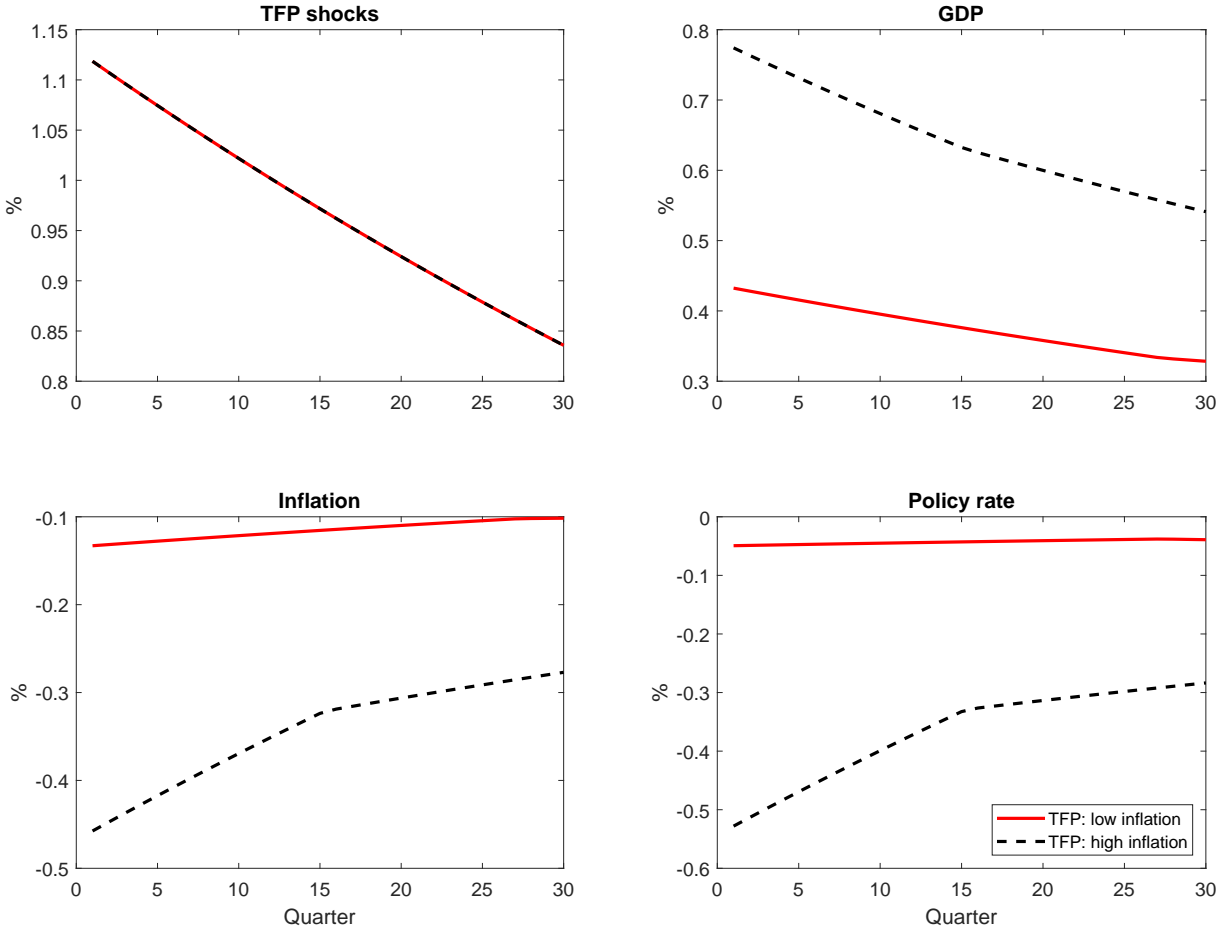 TFP shocks
1.15
1.1
1.05
1
0.95
0.9
0.85
0.8
%
0 5 10 15 20 25 30
GDP
0.8
0.7
0.6
0.5
0.4
0.3
%
0 5 10 15 20 25 30
Inflation
-0.1
-0.2
-0.3
-0.4
-0.5
%
0 5 10 15 20 25 30
Quarter
Policy rate
0
-0.1
-0.2
-0.3
-0.4
-0.5
-0.6
%
TFP: low inflation
TFP: high inflation
0 5 10 15 20 25 30
Quarter